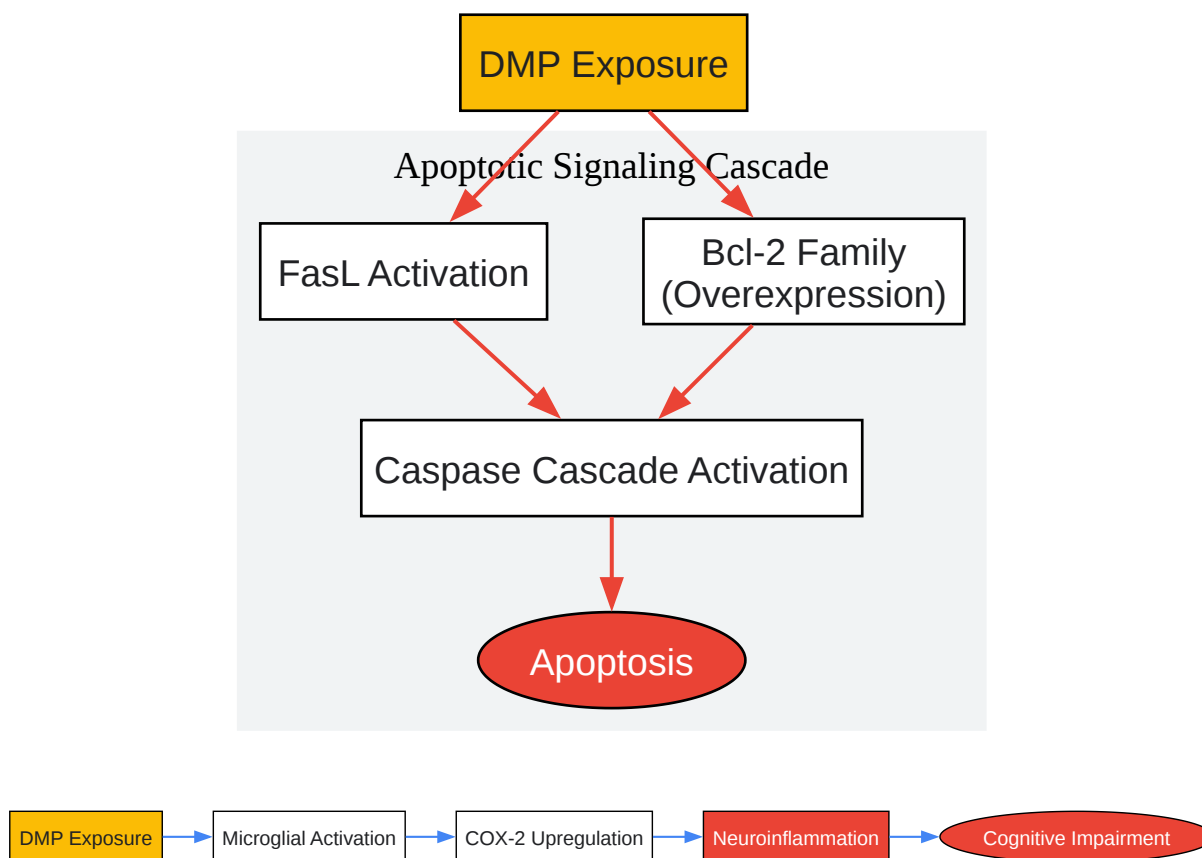 DMP Exposure
Apoptotic Signaling Cascade
FasL Activation
Bcl-2 Family
(Overexpression)
Caspase Cascade Activation
Apoptosis
DMP Exposure
Microglial Activation
COX-2 Upregulation
Neuroinflammation
Cognitive Impairment